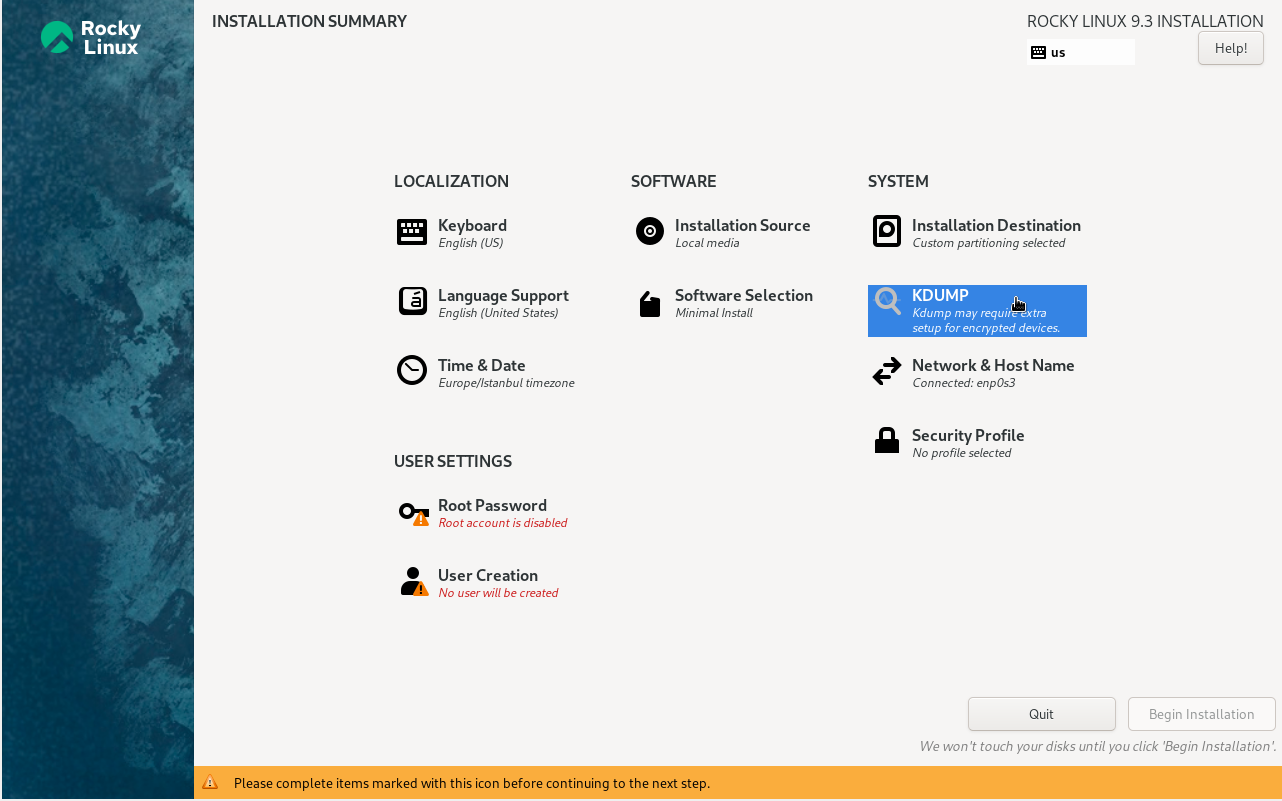 Rocky
Linux
INSTALLATION SUMMARY
ROCKY LINUX 9.3 INSTALLATION
us
Help!
LOCALIZATION
Keyboard
English (US)
Language Support
English (United States)
Time & Date
Europe/Istanbul timezone
SOFTWARE
Installation Source
Local media
Software Selection
Minimal Install
SYSTEM
Installation Destination
Custom partitioning selected
KDUMP
Kdump may require extra
setup for encrypted devices.
Network & Host Name
Connected: enp0s3
Security Profile
No profile selected
USER SETTINGS
Root Password
Root account is disabled
User Creation
No user will be created
Quit
Begin Installation
We won't touch your disks until you click 'Begin Installation'.
Please complete items marked with this icon before continuing to the next step.